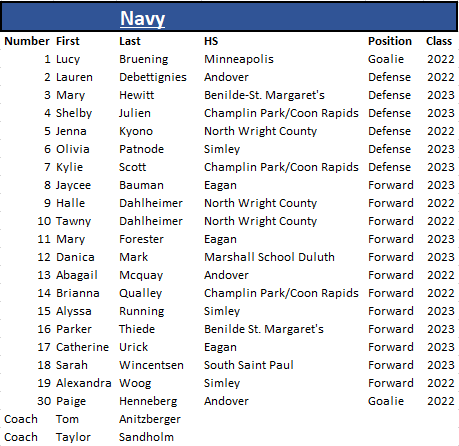 Navy
Number First Last HS Position Class
1 Lucy Bruening Minneapolis Goalie 2022
2 Lauren Debettignies Andover Defense 2022
3 Mary Hewitt Benilde-St. Margaret's Defense 2023
4 Shelby Julien Champlin Park/Coon Rapids Defense 2023
5 Jenna Kyono North Wright County Defense 2022
6 Olivia Patnode Simley Defense 2023
7 Kylie Scott Champlin Park/Coon Rapids Defense 2023
8 Jaycee Bauman Eagan Forward 2023
9 Halle Dahlheimer North Wright County Forward 2022
10 Tawny Dahlheimer North Wright County Forward 2022
11 Mary Forester Eagan Forward 2023
12 Danica Mark Marshall School Duluth Forward 2023
13 Abagail Mcquay Andover Forward 2022
14 Brianna Qualley Champlin Park/Coon Rapids Forward 2022
15 Alyssa Running Simley Forward 2023
16 Parker Thiede Benilde St. Margaret's Forward 2023
17 Catherine Urick Eagan Forward 2023
18 Sarah Wincentsen South Saint Paul Forward 2023
19 Alexandra Woog Simley Forward 2022
30 Paige Henneberg Andover Goalie 2022
Coach Tom Anitzberger
Coach Taylor Sandholm